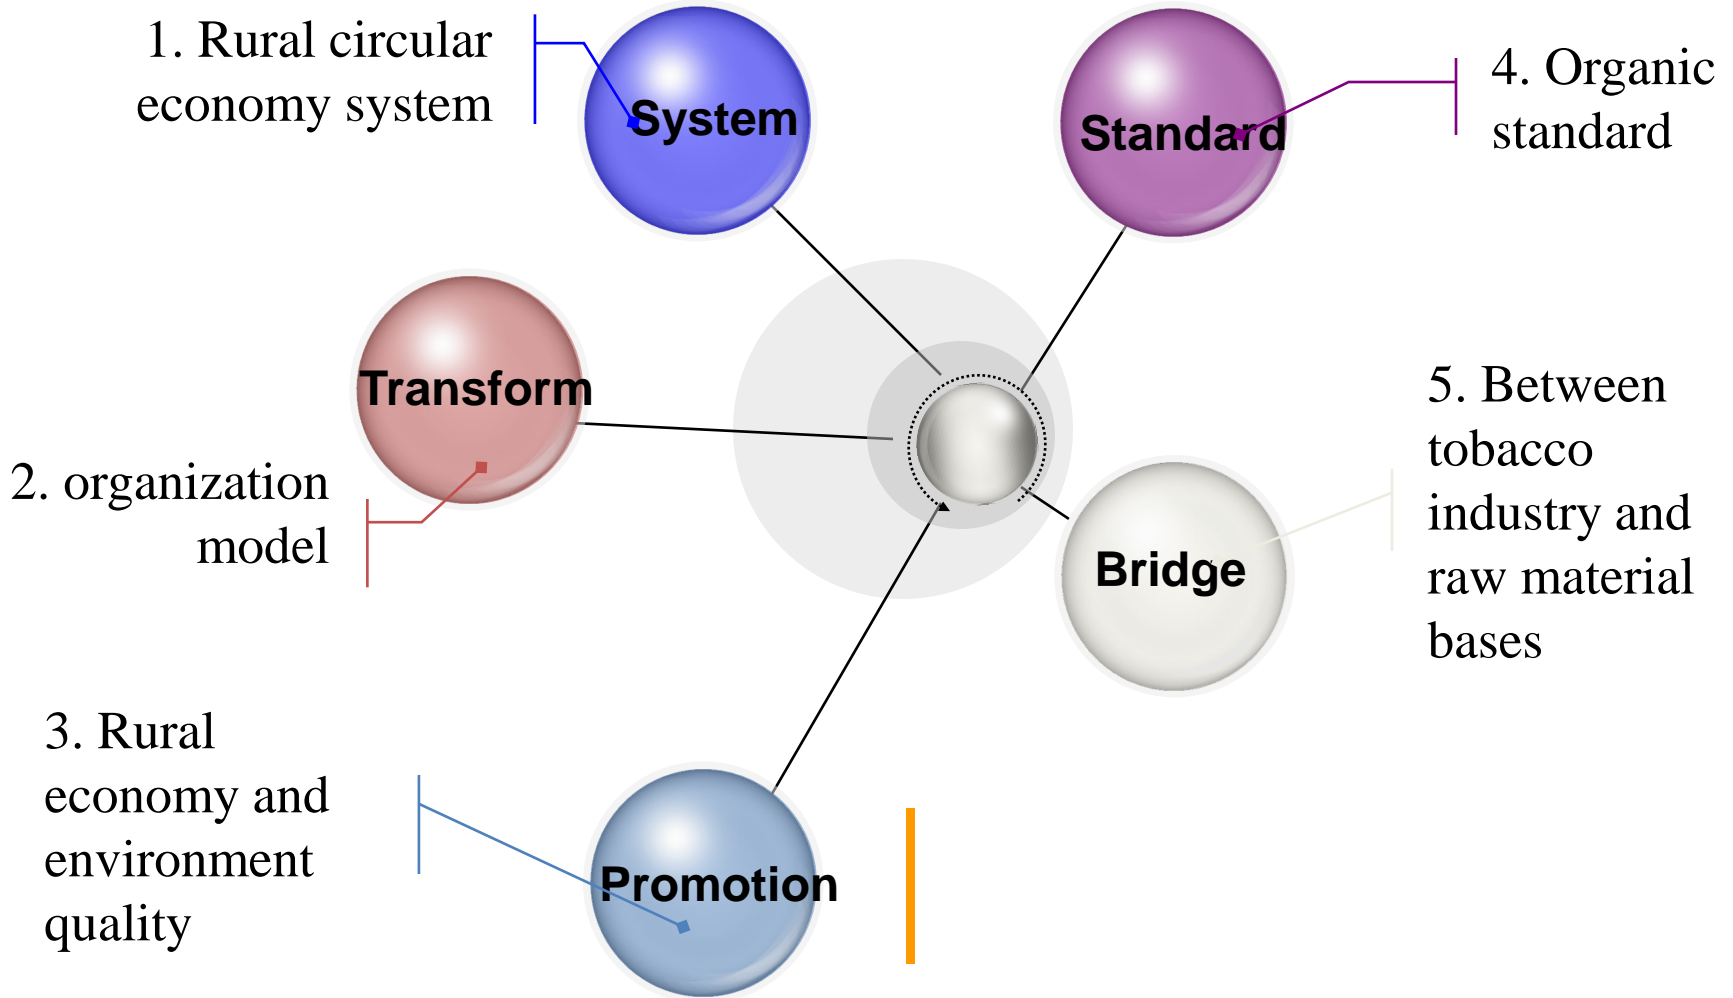 1. Rural circular
economy system
System
Standard
4. Organic
standard
Transform
2. organization
model
5. Between
tobacco
industry and
raw material
bases
Bridge
3. Rural
economy and
environment
quality
Promotion